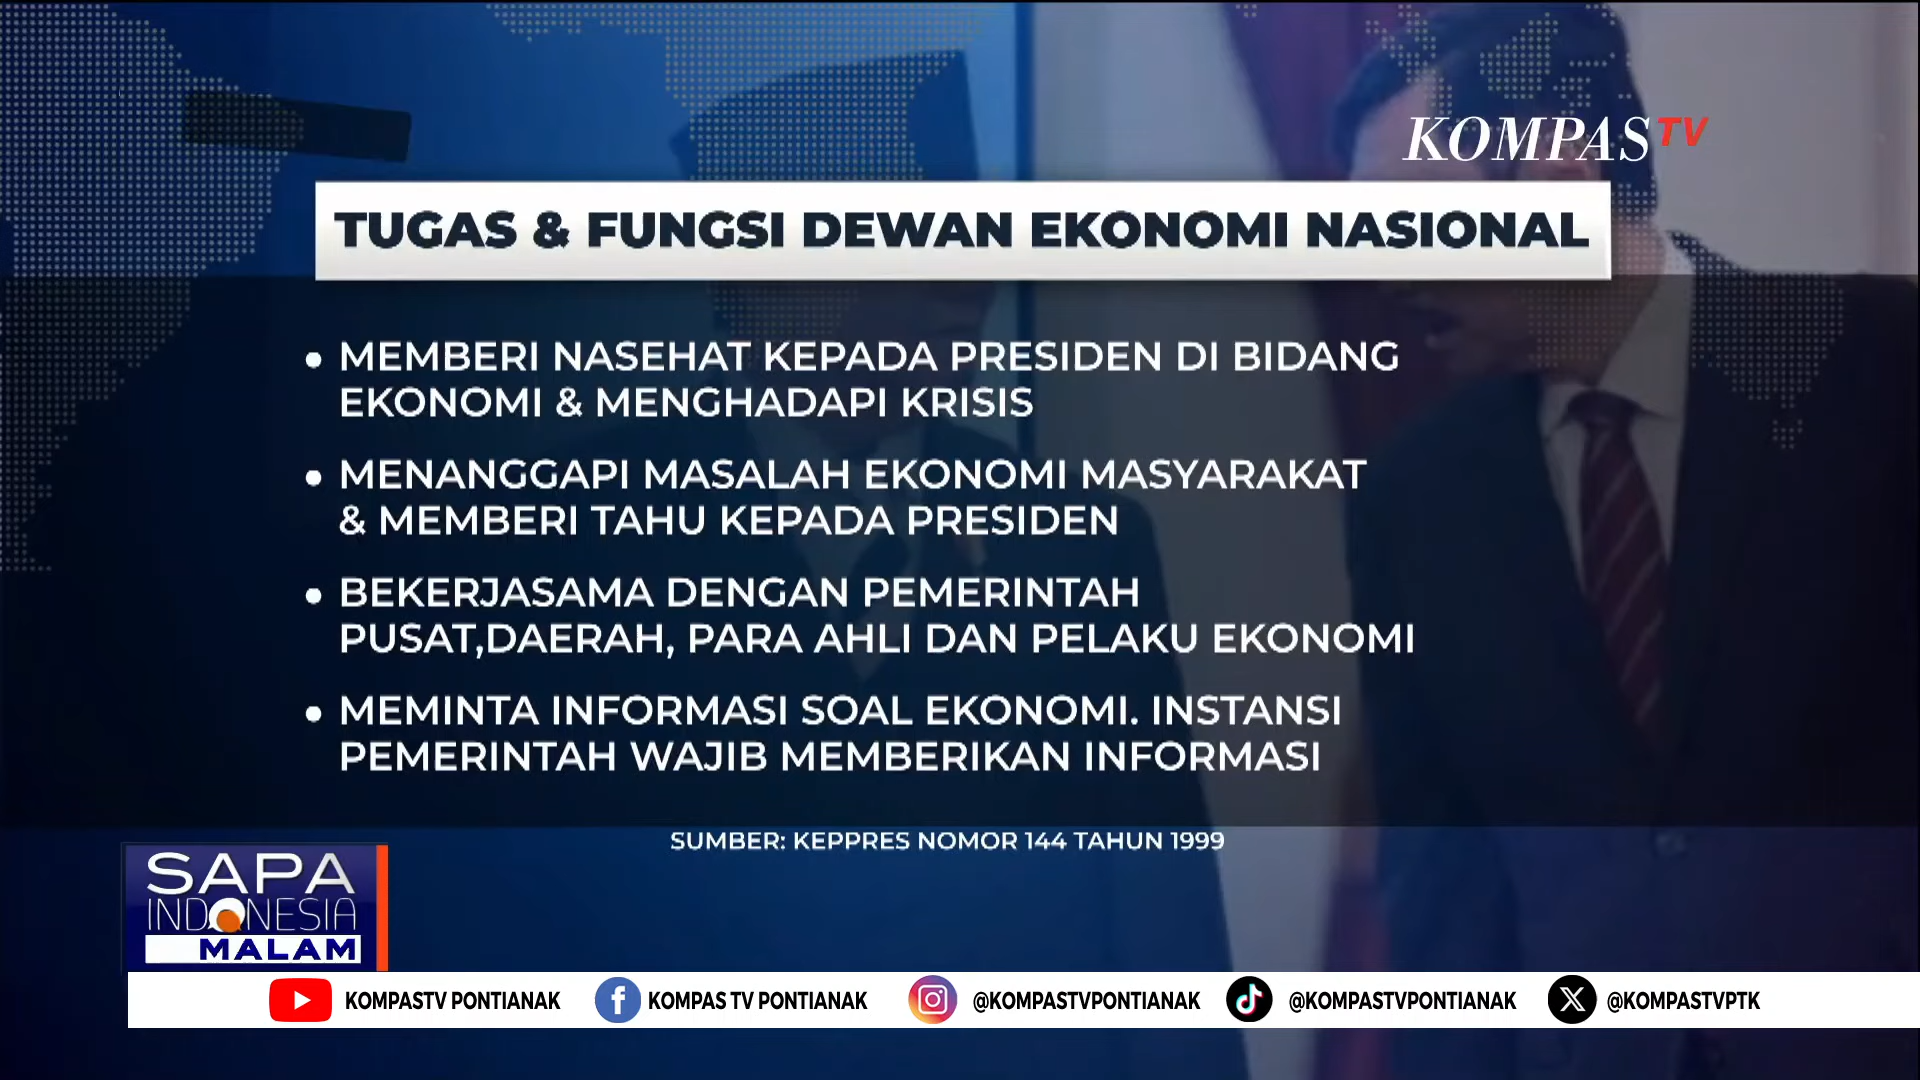 KOMPASTV
TUGAS & FUNGSI DEWAN EKONOMI NASIONAL
• MEMBERI NASEHAT KEPADA PRESIDEN DI BIDANG
EKONOMI & MENGHADAPI KRISIS
• MENANGGAPI MASALAH EKONOMI MASYARAKAT
& MEMBERI TAHU KEPADA PRESIDEN
• BEKERJASAMA DENGAN PEMERINTAH
PUSAT,DAERAH, PARA AHLI DAN PELAKU EKONOMI
• MEMINTA INFORMASI SOAL EKONOMI. INSTANSI
PEMERINTAH WAJIB MEMBERIKAN INFORMASI
SUMBER: KEPPRES NOMOR 144 TAHUN 1999
SAPA
INDONESIA
MALAM
KOMPASTV PONTIANAK KOMPAS TV PONTIANAK @KOMPASTVPONTIANAK @KOMPASTVPONTIANAK @KOMPASTVPTK